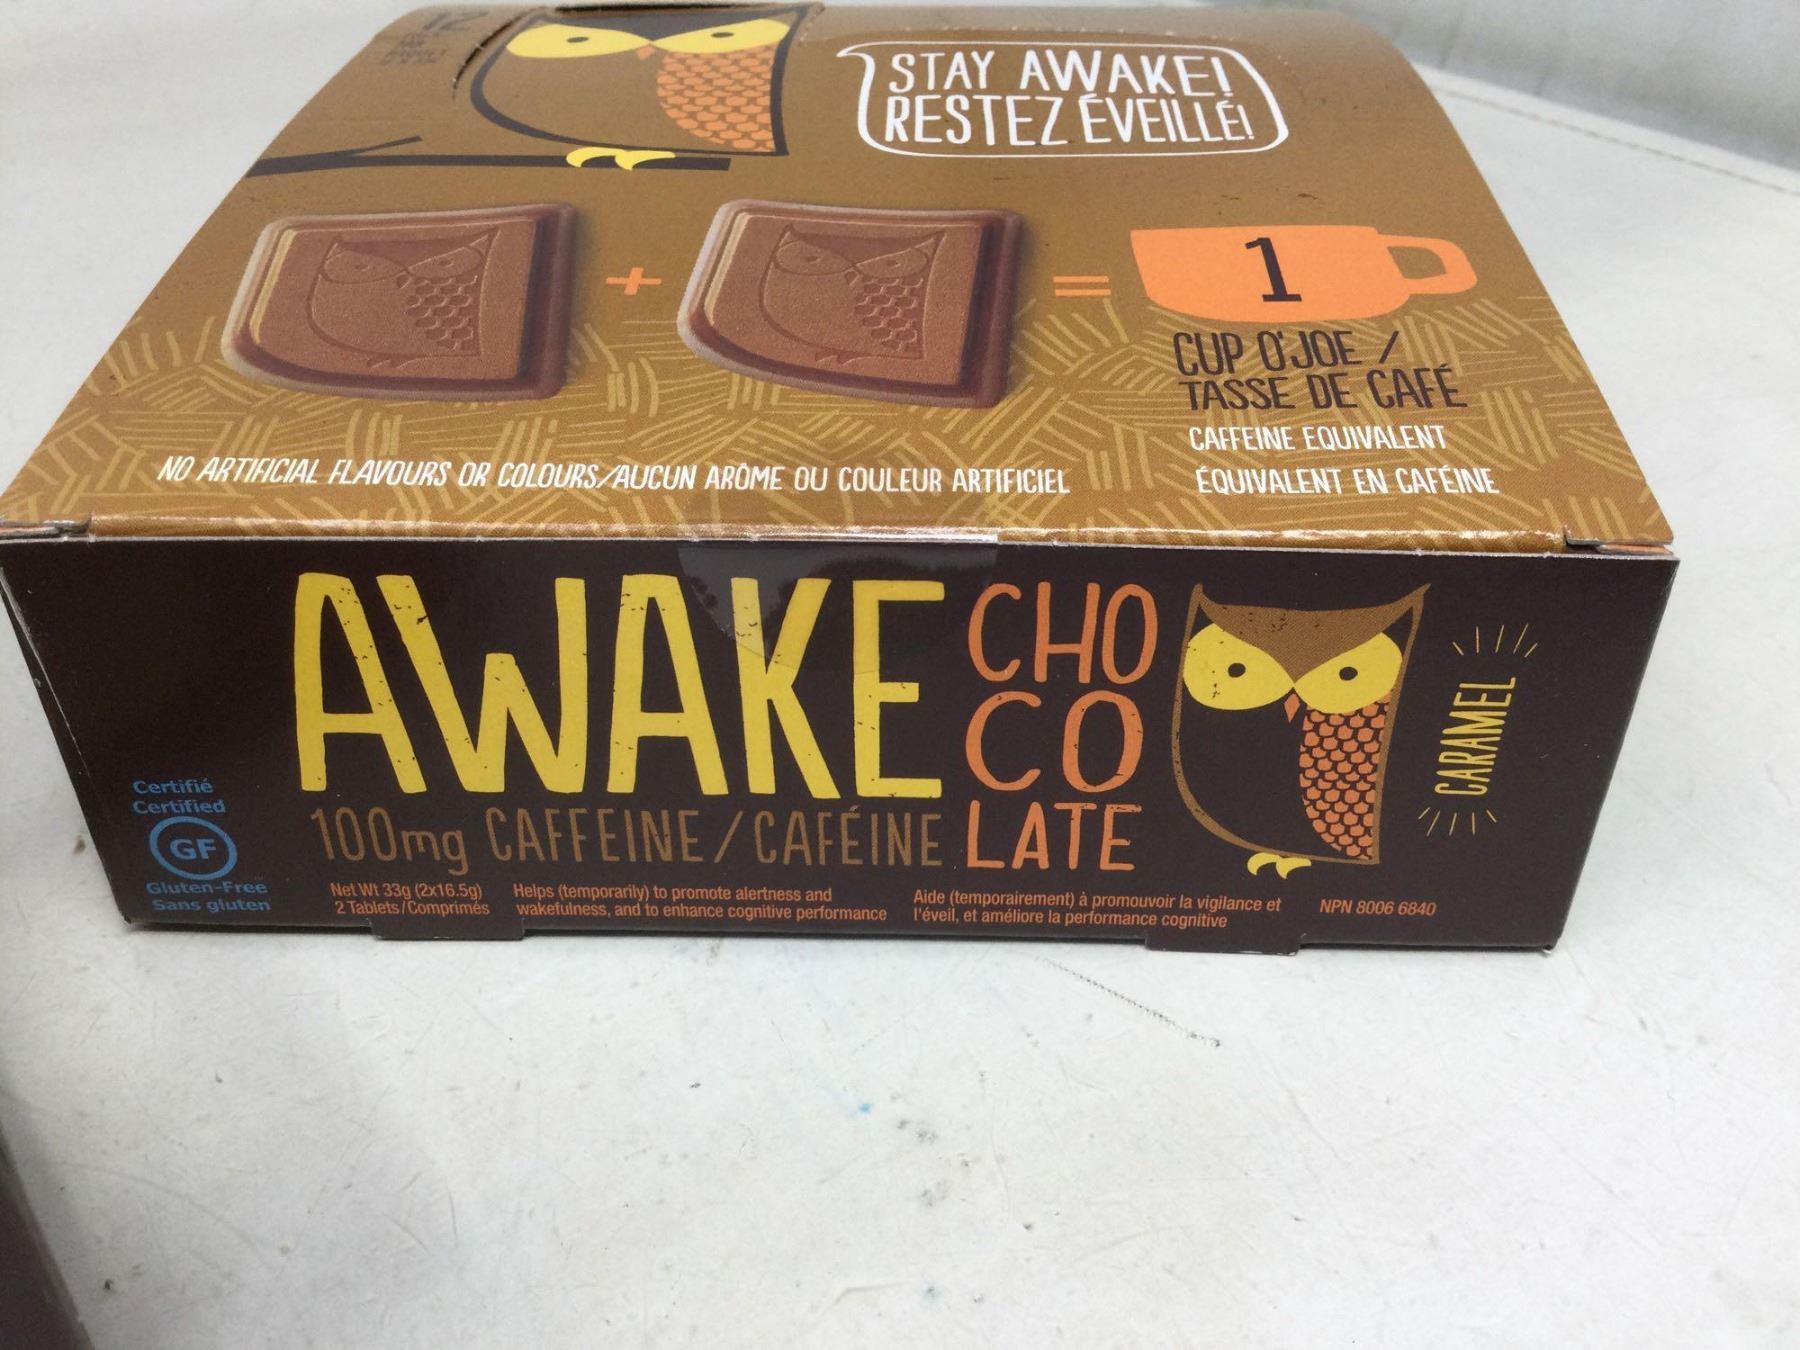 12
STAY AWAKE!
RESTEZ ÉVEILLÉ!
+
=
1
CUP O'JOE /
TASSE DE CAFÉ
CAFFEINE EQUIVALENT
ÉQUIVALENT EN CAFÉINE
NO ARTIFICIAL FLAVOURS OR COLOURS/AUCUN ARÔME OU COULEUR ARTIFICIEL
AWAKE
CHO
CO
LATE
CARAMEL
100mg CAFFEINE/CAFÉINE
Certifié
Certified
GF
Gluten-Free
Sans gluten
Net Wt 33g (2x16.5g)
2 Tablets/Comprimés
Helps (temporarily) to promote alertness and
wakefulness, and to enhance cognitive performance
Aide (temporairement) à promouvoir la vigilance et
l'éveil, et améliore la performance cognitive
NPN 8006 6840